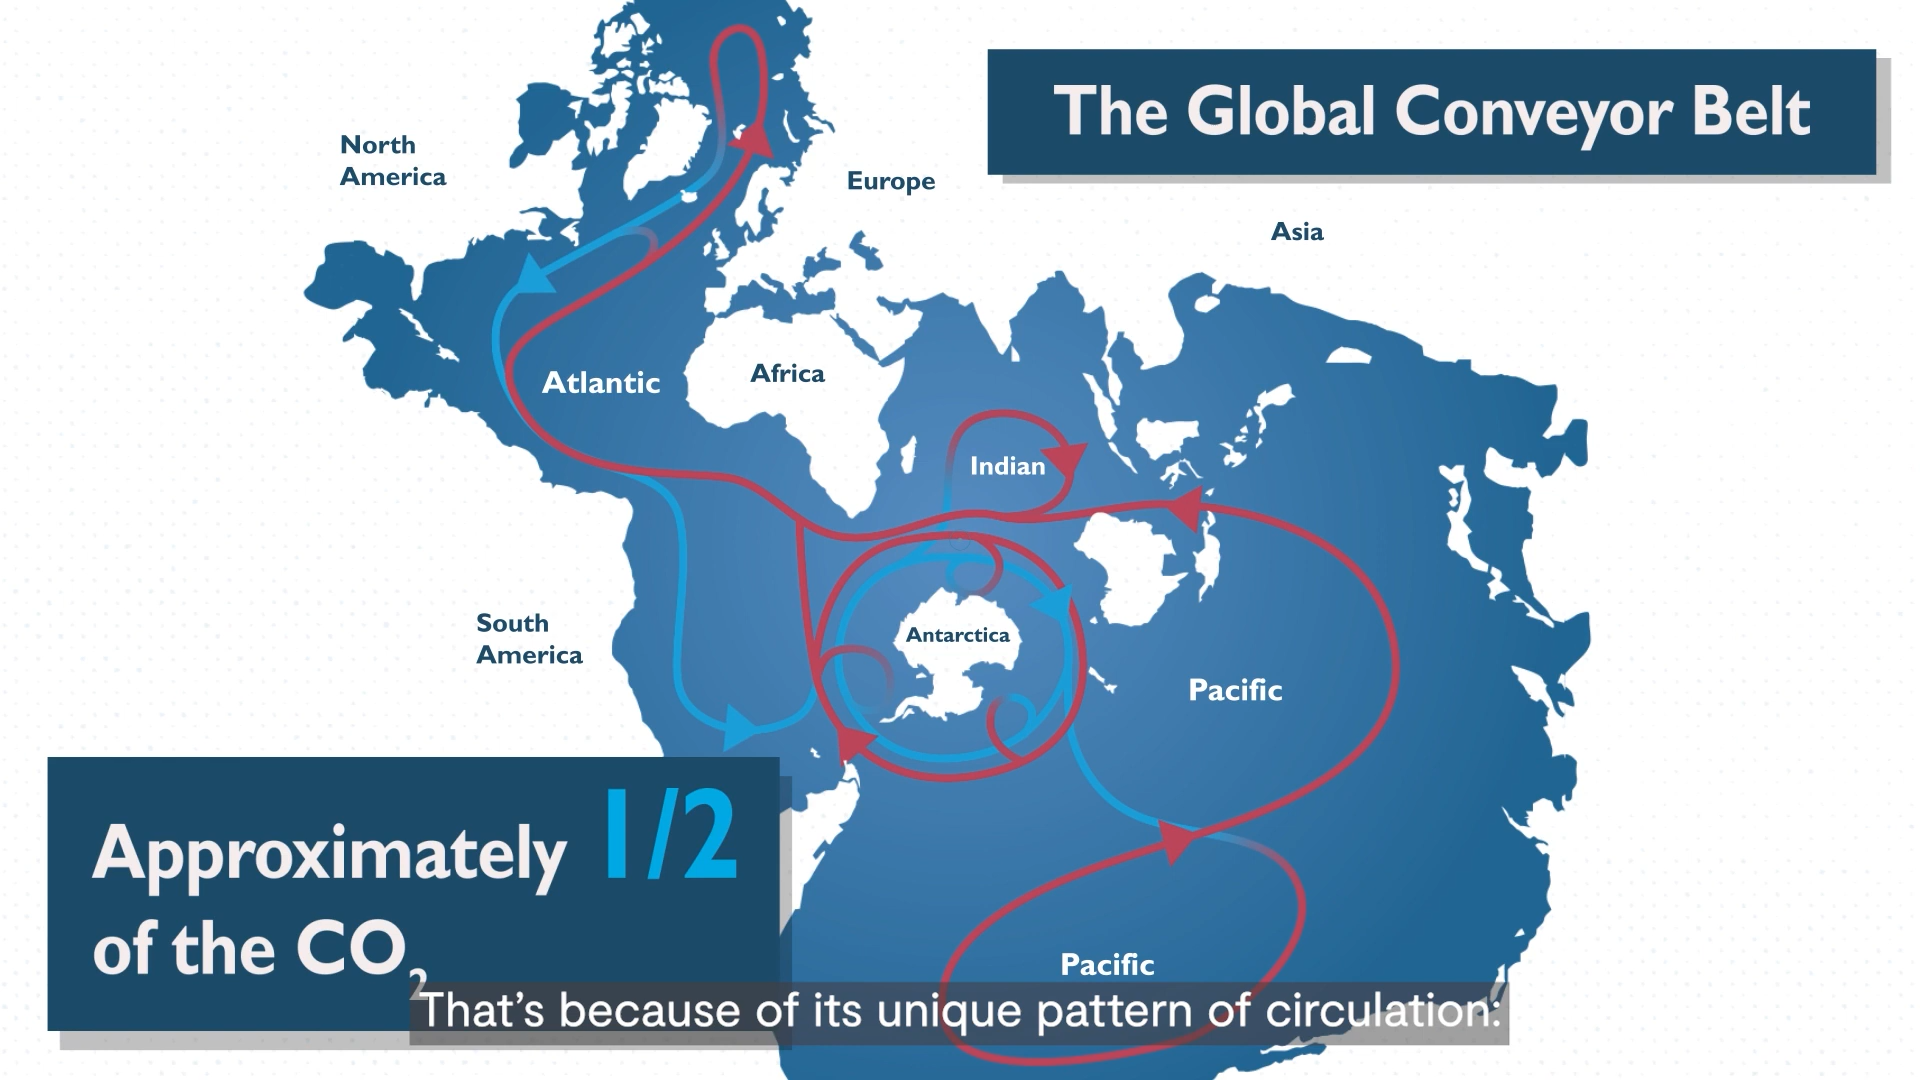 The Global Conveyor Belt
North
America
Europe
Asia
Atlantic
Africa
Indian
South
America
Antarctica
Pacific
Approximately 1/2
of the CO₂
Pacific
That's because of its unique pattern of circulation: